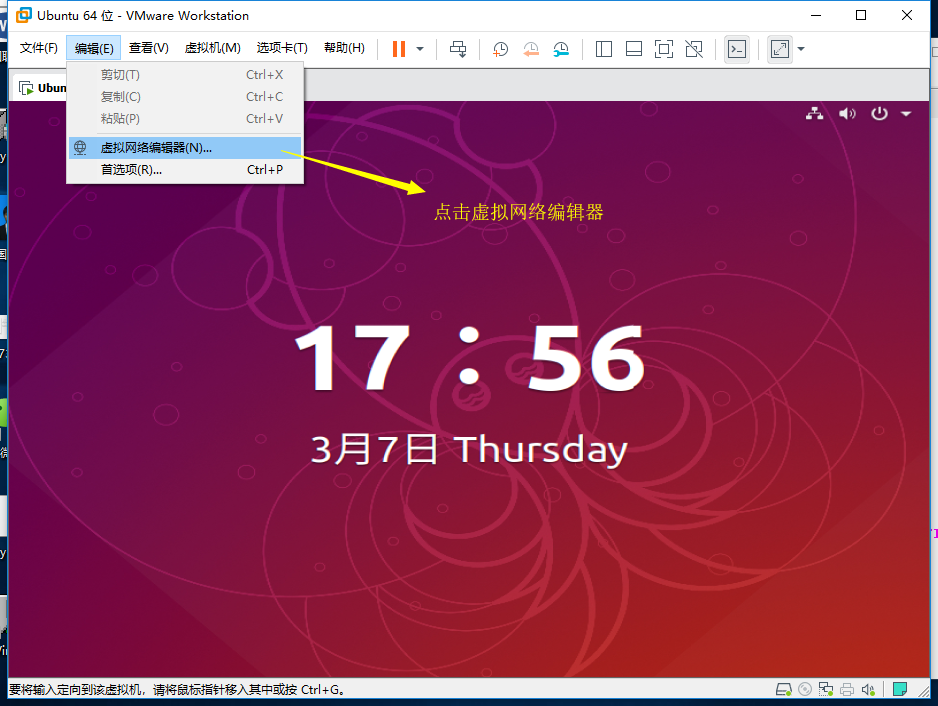 Ubuntu 64 位 - VMware Workstation
文件(F) 编辑(E) 查看(V) 虚拟机(M) 选项卡(T) 帮助(H)
剪切(T) Ctrl+X
复制(C) Ctrl+C
粘贴(P) Ctrl+V
虚拟网络编辑器(N)...
首选项(R)... Ctrl+P
Ubun
点击虚拟网络编辑器
17 : 56
3月7日 Thursday
要将输入定向到该虚拟机，请将鼠标指针移入其中或按 Ctrl+G。